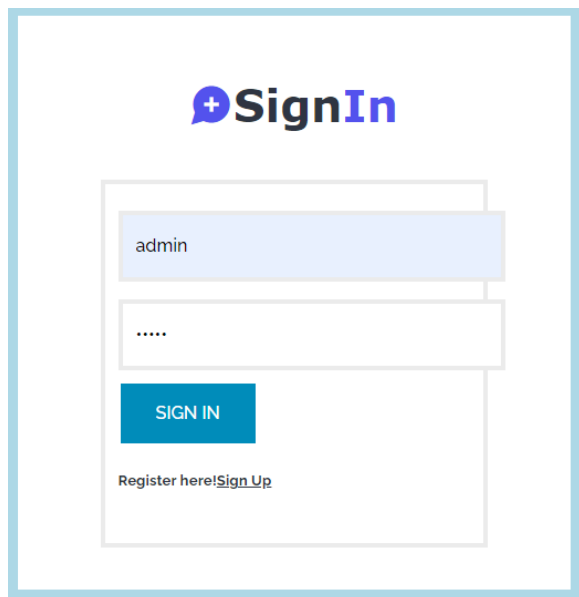 SignIn
admin
•••••
SIGN IN
Register here!Sign Up